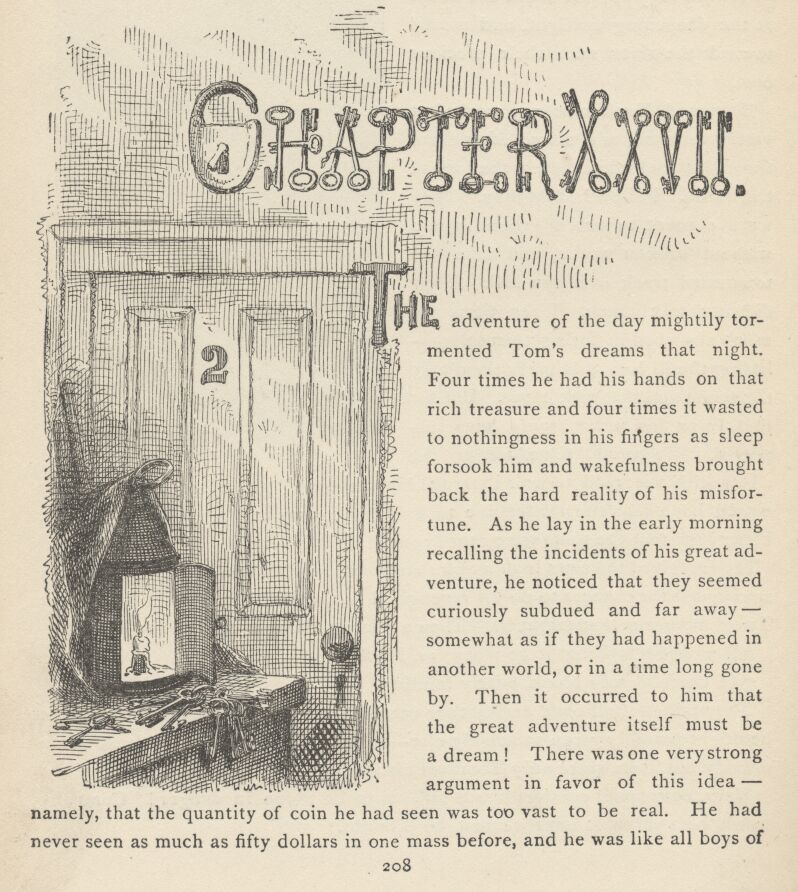 CHAPTER XXVII.
2
THE adventure of the day mightily tor-
mented Tom's dreams that night.
Four times he had his hands on that
rich treasure and four times it wasted
to nothingness in his fingers as sleep
forsook him and wakefulness brought
back the hard reality of his misfor-
tune. As he lay in the early morning
recalling the incidents of his great ad-
venture, he noticed that they seemed
curiously subdued and far away—
somewhat as if they had happened in
another world, or in a time long gone
by. Then it occurred to him that
the great adventure itself must be
a dream! There was one very strong
argument in favor of this idea—
namely, that the quantity of coin he had seen was too vast to be real. He had
never seen as much as fifty dollars in one mass before, and he was like all boys of
208